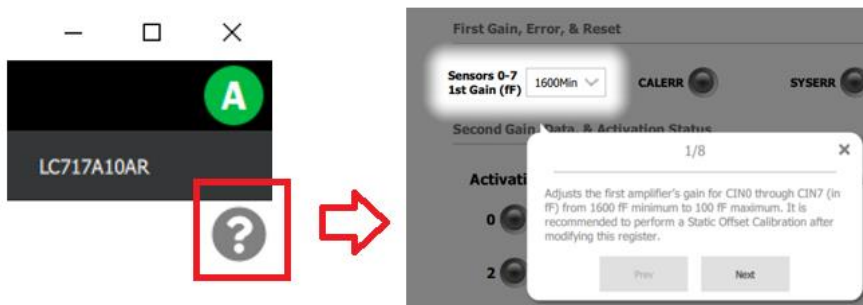 A
LC717A10AR
?
First Gain, Error, & Reset
Sensors 0-7
1st Gain (fF)
1600Min
CALERR
SYSERR
Second Gain, Data, & Activation Status
1/8
Activati
Adjusts the first amplifier's gain for CIN0 through CIN7 (in
fF) from 1600 fF minimum to 100 fF maximum. It is
recommended to perform a Static Offset Calibration after
modifying this register.
0
2
Prev
Next